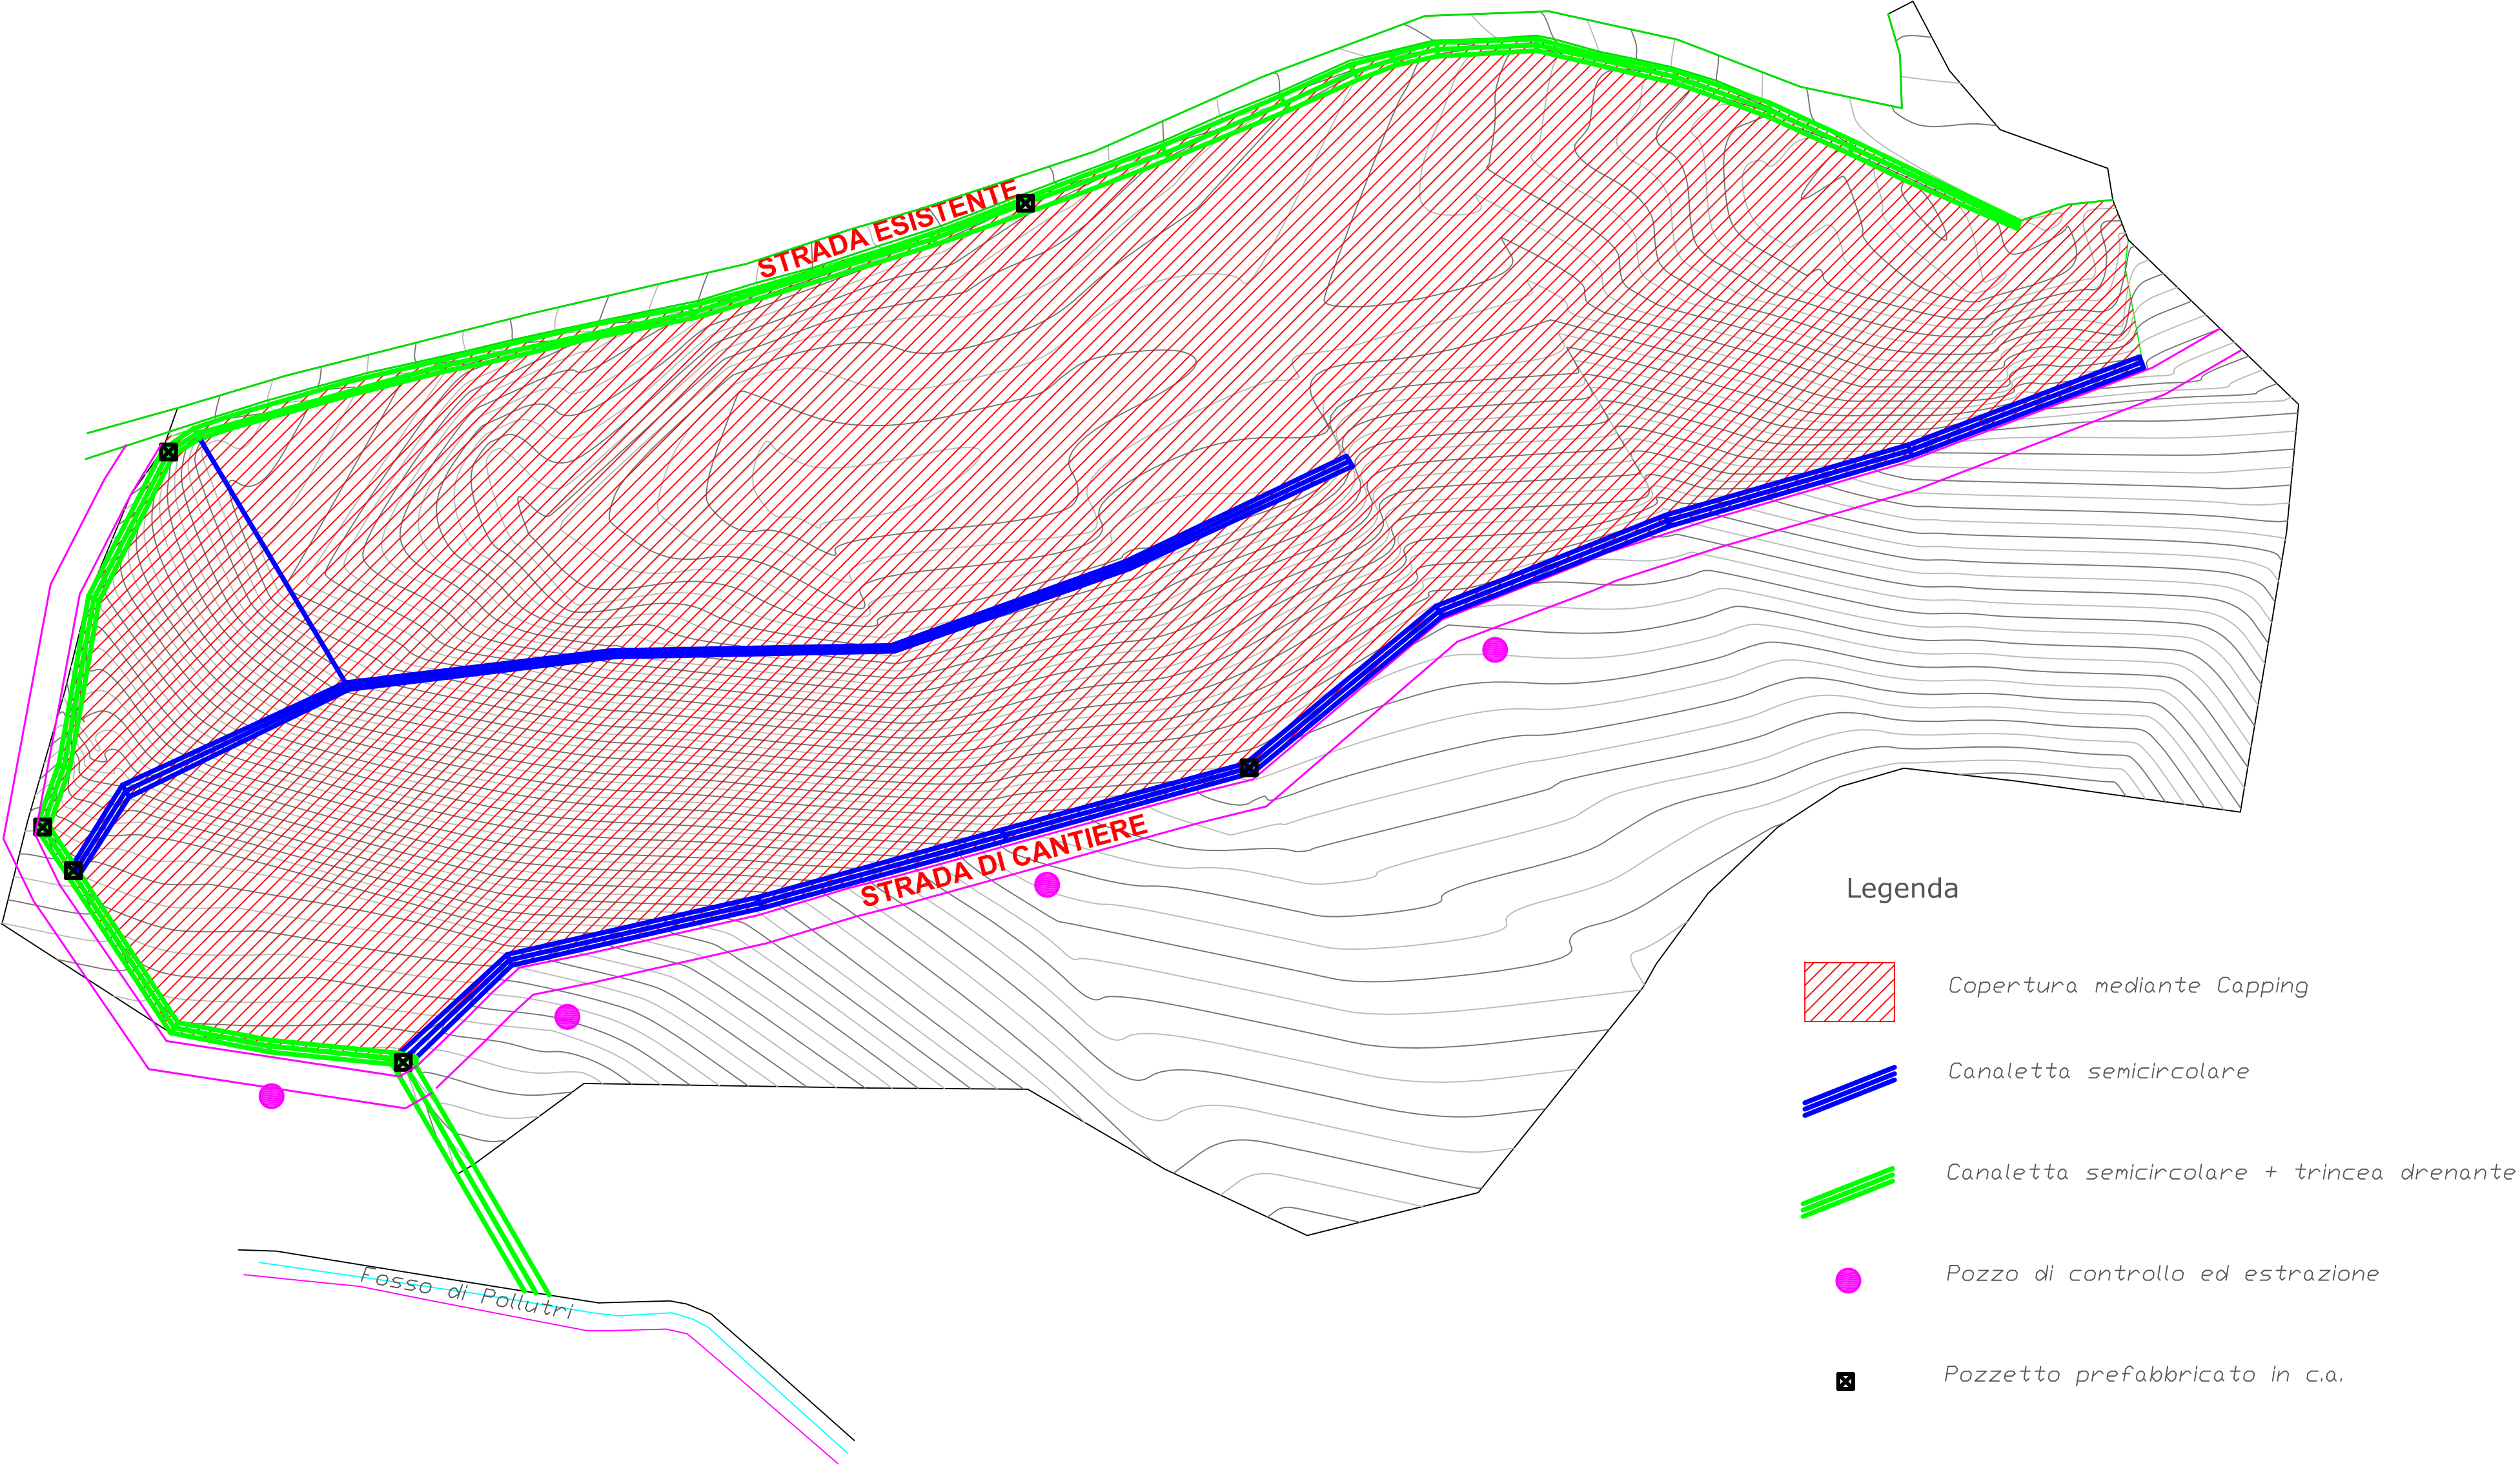 STRADA ESISTENTE
STRADA DI CANTIERE
Legenda
Copertura mediante Capping
Canaletta semicircolare
Canaletta semicircolare + trincea drenante
Pozzo di controllo ed estrazione
Fosso di Pollutri
Pozzetto prefabbricato in c.a.